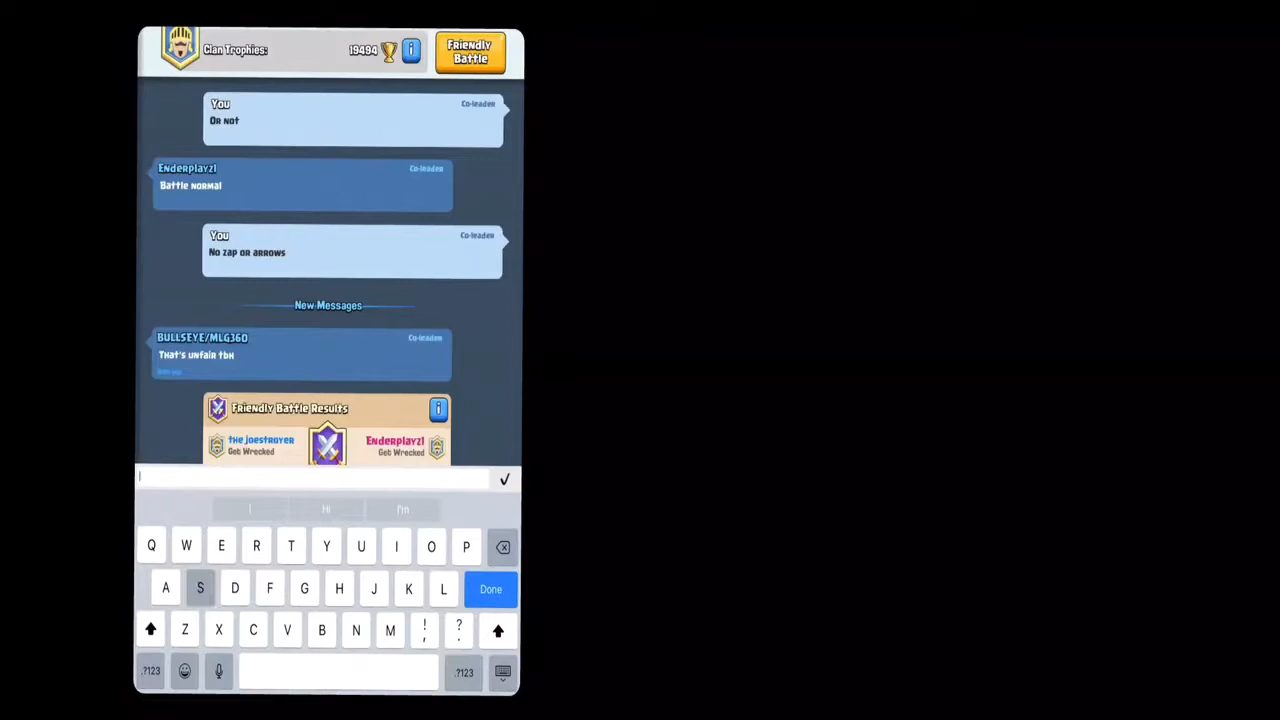 Clan Trophies: 19494 i Friendly Battle
You Co-leader
Or not
Enderplayz1 Co-leader
Battle normal
You Co-leader
No zap or arrows
New Messages
BULLSEYE/MLG360 Co-leader
That's unfair tbh
Friendly Battle Results i
the joestroyer Enderplayz1
Get Wrecked Get Wrecked
I Hi I'm
Q W E R T Y U I O P
A S D F G H J K L Done
Z X C V B N M ! , ? .
.?123 .?123